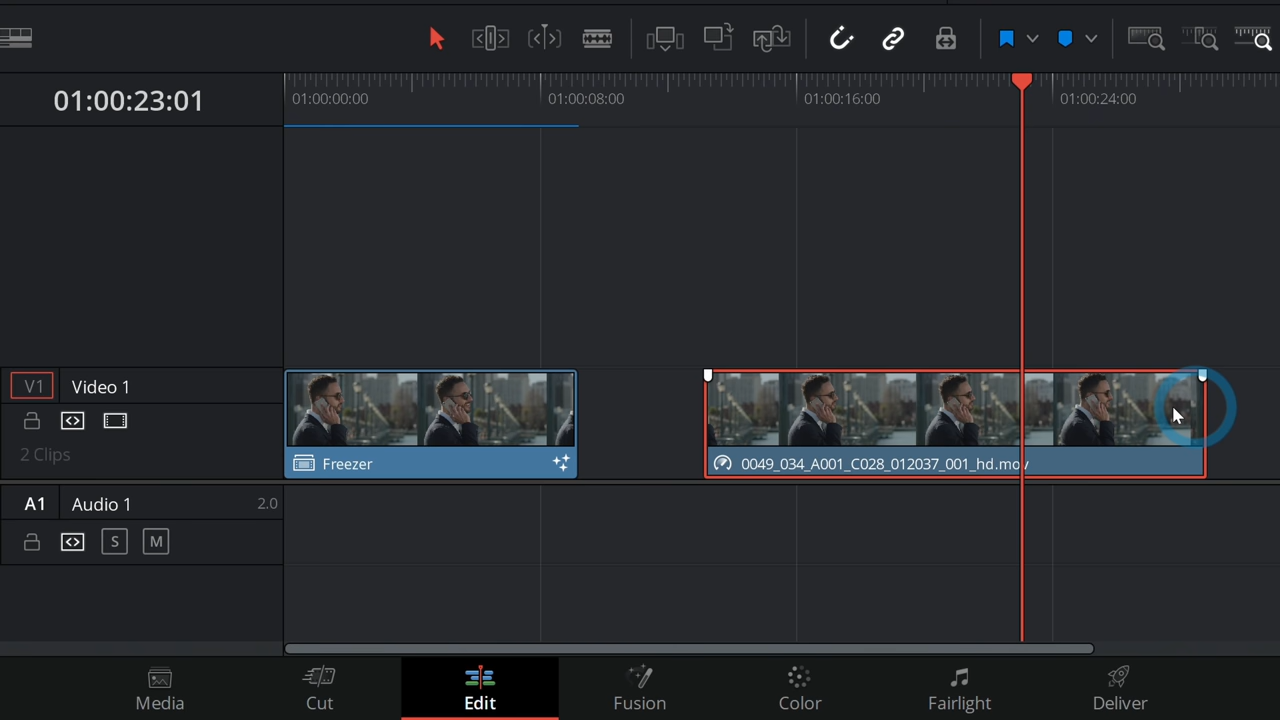 01:00:23:01
01:00:00:00
01:00:08:00
01:00:16:00
01:00:24:00
V1
Video 1
2 Clips
Freezer
0049_034_A001_C028_012037_001_hd.mov
A1
Audio 1
2.0
S
M
Media
Cut
Edit
Fusion
Color
Fairlight
Deliver